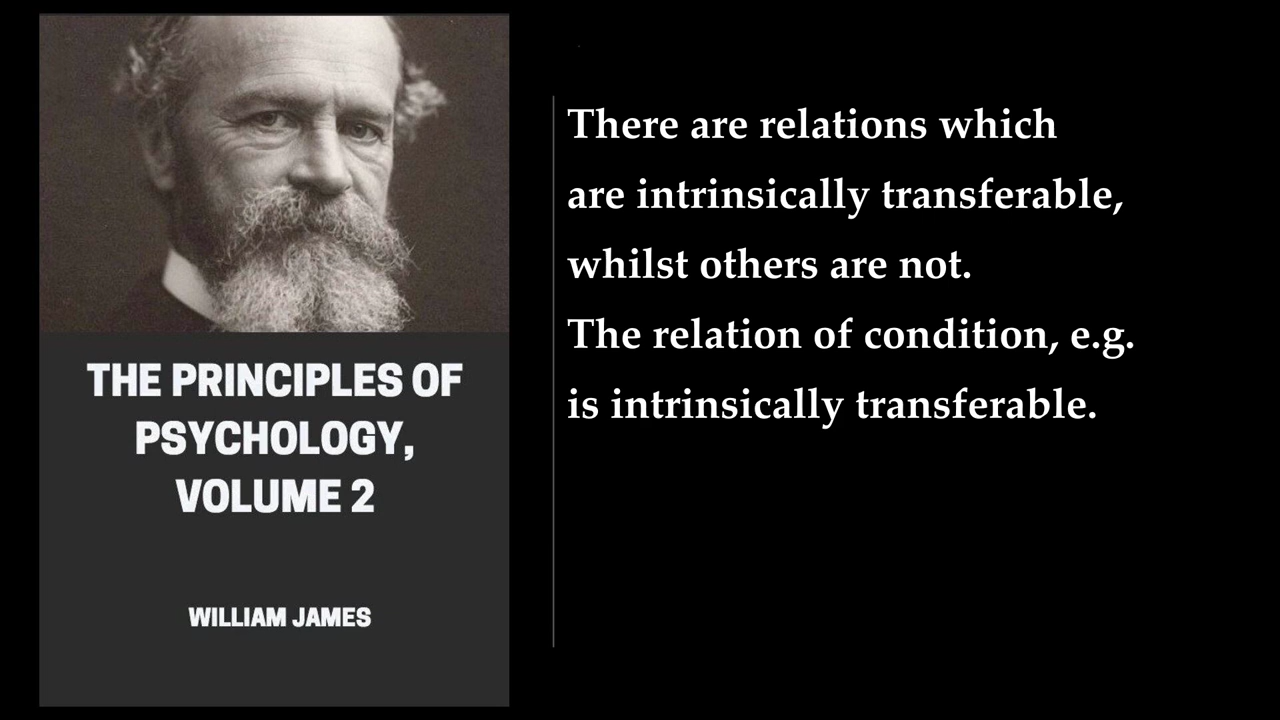 THE PRINCIPLES OF
PSYCHOLOGY,
VOLUME 2
WILLIAM JAMES
There are relations which
are intrinsically transferable,
whilst others are not.
The relation of condition, e.g.
is intrinsically transferable.